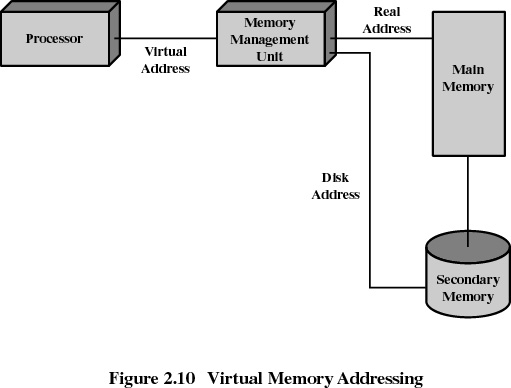 Processor
Virtual
Address
Memory
Management
Unit
Real
Address
Main
Memory
Disk
Address
Secondary
Memory
Figure 2.10 Virtual Memory Addressing